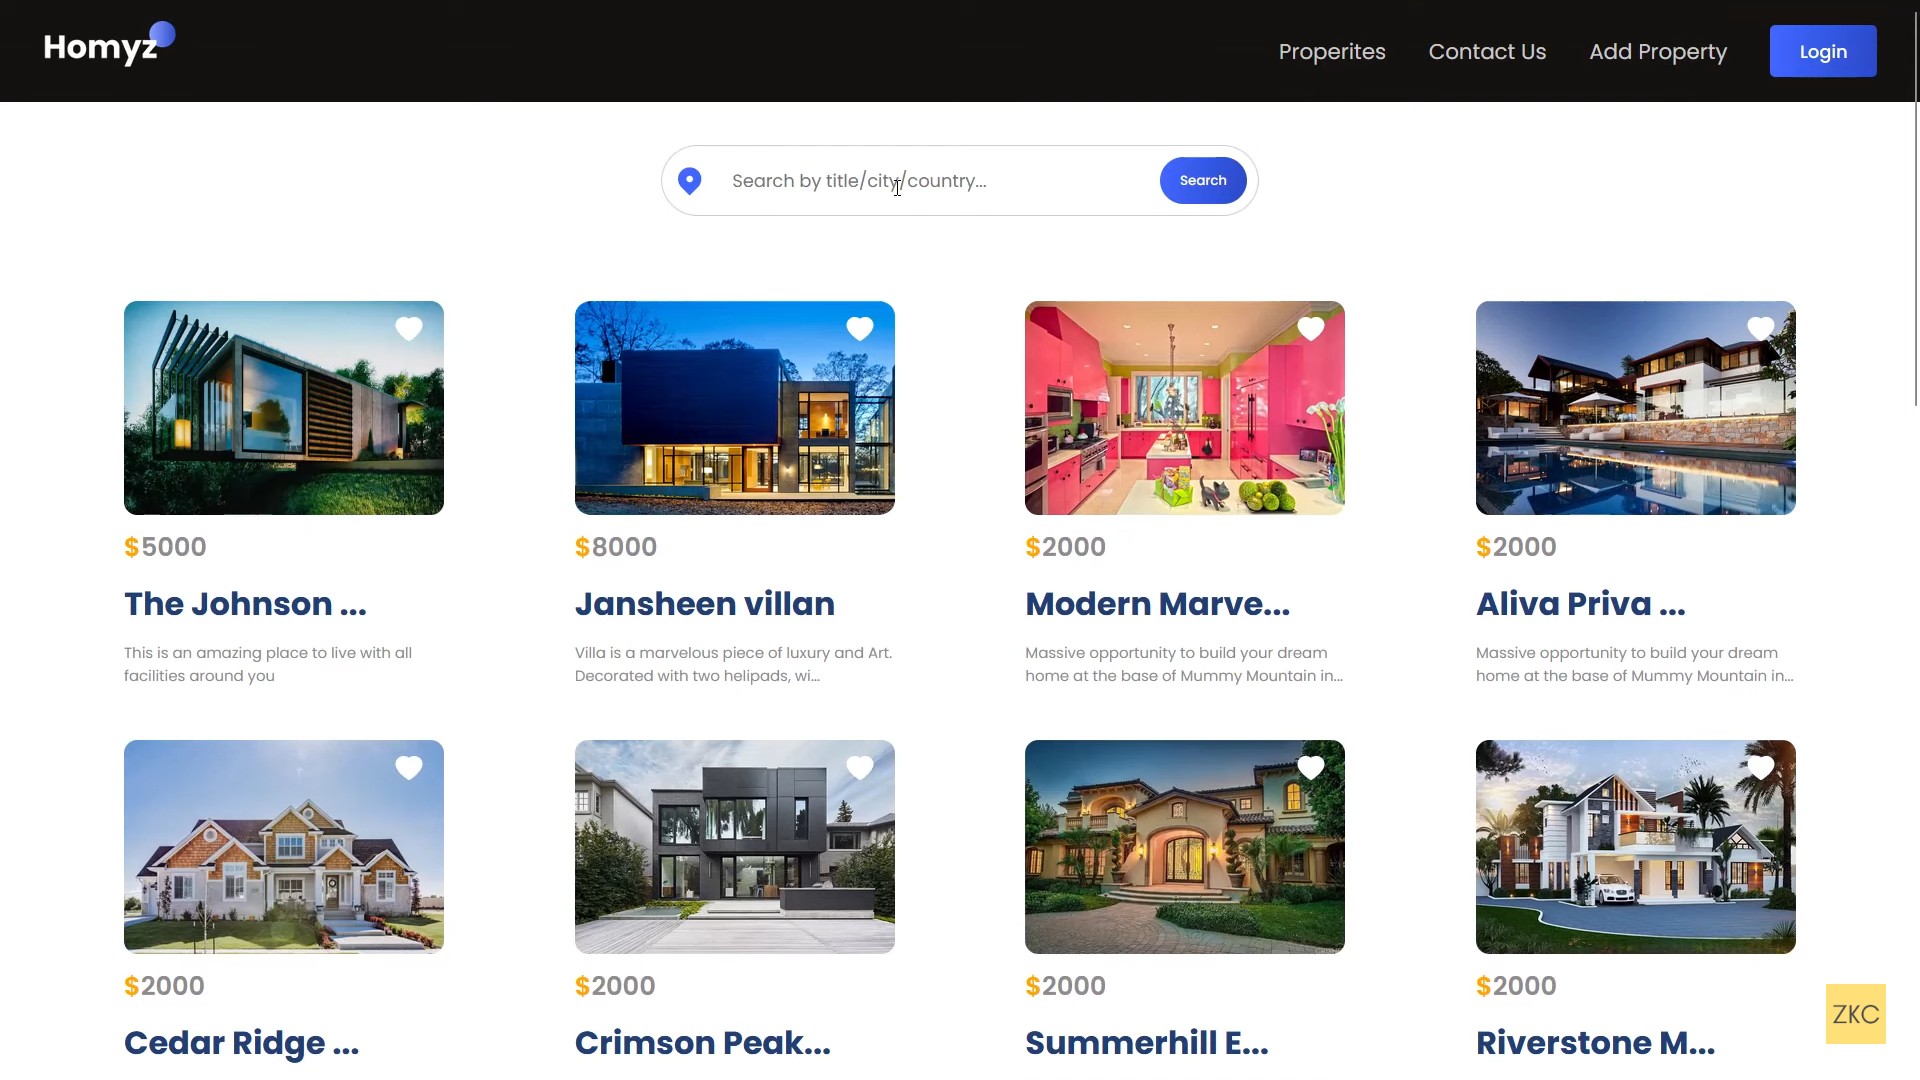 Homyz
Properites
Contact Us
Add Property
Login
Search by title/city/country...
Search
$5000
$8000
$2000
$2000
The Johnson ...
Jansheen villan
Modern Marve...
Aliva Priva ...
This is an amazing place to live with all
facilities around you
Villa is a marvelous piece of luxury and Art.
Decorated with two helipads, wi...
Massive opportunity to build your dream
home at the base of Mummy Mountain in...
Massive opportunity to build your dream
home at the base of Mummy Mountain in...
$2000
$2000
$2000
$2000
Cedar Ridge ...
Crimson Peak...
Summerhill E...
Riverstone M...
ZKC